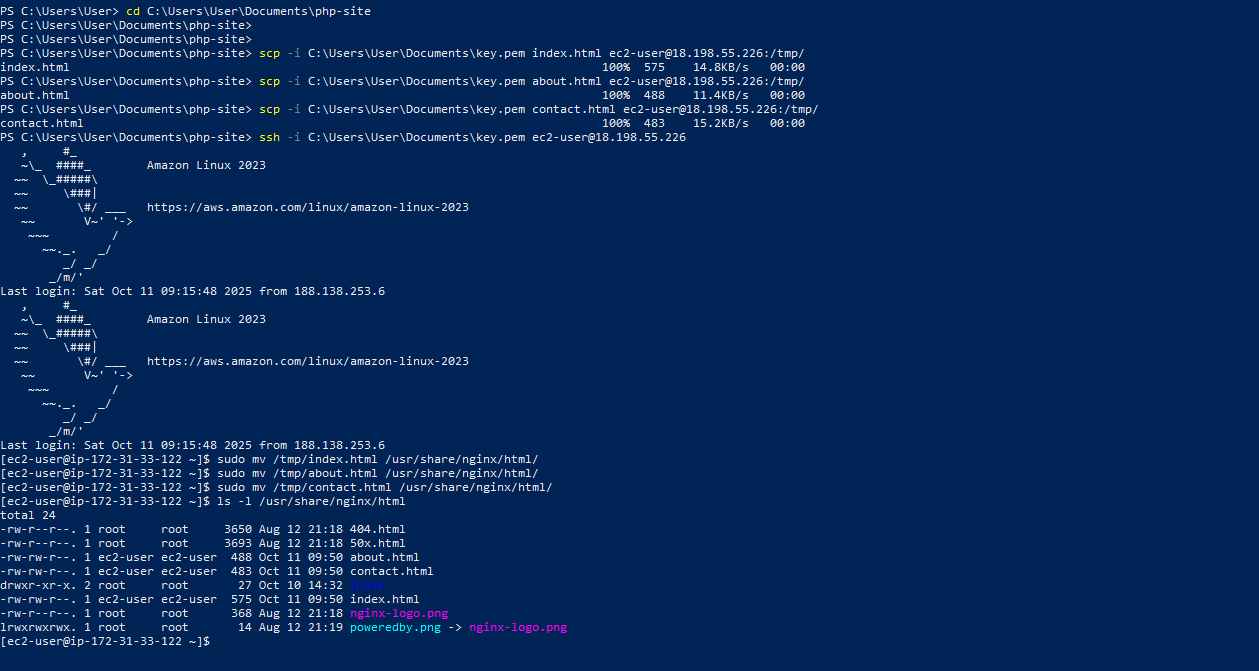 PS C:\Users\User> cd C:\Users\User\Documents\php-site
PS C:\Users\User\Documents\php-site>
PS C:\Users\User\Documents\php-site>
PS C:\Users\User\Documents\php-site> scp -i C:\Users\User\Documents\key.pem index.html ec2-user@18.198.55.226:/tmp/
index.html                                                                            100%  575    14.8KB/s   00:00
PS C:\Users\User\Documents\php-site> scp -i C:\Users\User\Documents\key.pem about.html ec2-user@18.198.55.226:/tmp/
about.html                                                                            100%  488    11.4KB/s   00:00
PS C:\Users\User\Documents\php-site> scp -i C:\Users\User\Documents\key.pem contact.html ec2-user@18.198.55.226:/tmp/
contact.html                                                                          100%  483    15.2KB/s   00:00
PS C:\Users\User\Documents\php-site> ssh -i C:\Users\User\Documents\key.pem ec2-user@18.198.55.226
   ,     #_
   ~\_  ####_        Amazon Linux 2023
  ~~  \_#####\
  ~~     \###|
  ~~       \#/ ___   https://aws.amazon.com/linux/amazon-linux-2023
   ~~       V~' '->
    ~~~         /
      ~~._.   _/
         _/ _/
       _/m/'
Last login: Sat Oct 11 09:15:48 2025 from 188.138.253.6
   ,     #_
   ~\_  ####_        Amazon Linux 2023
  ~~  \_#####\
  ~~     \###|
  ~~       \#/ ___   https://aws.amazon.com/linux/amazon-linux-2023
   ~~       V~' '->
    ~~~         /
      ~~._.   _/
         _/ _/
       _/m/'
Last login: Sat Oct 11 09:15:48 2025 from 188.138.253.6
[ec2-user@ip-172-31-33-122 ~]$ sudo mv /tmp/index.html /usr/share/nginx/html/
[ec2-user@ip-172-31-33-122 ~]$ sudo mv /tmp/about.html /usr/share/nginx/html/
[ec2-user@ip-172-31-33-122 ~]$ sudo mv /tmp/contact.html /usr/share/nginx/html/
[ec2-user@ip-172-31-33-122 ~]$ ls -l /usr/share/nginx/html
total 24
-rw-r--r--. 1 root     root     3650 Aug 12 21:18 404.html
-rw-r--r--. 1 root     root     3693 Aug 12 21:18 50x.html
-rw-rw-r--. 1 ec2-user ec2-user  488 Oct 11 09:50 about.html
-rw-rw-r--. 1 ec2-user ec2-user  483 Oct 11 09:50 contact.html
drwxr-xr-x. 2 root     root       27 Oct 10 14:32
-rw-rw-r--. 1 ec2-user ec2-user  575 Oct 11 09:50 index.html
-rw-r--r--. 1 root     root      368 Aug 12 21:18 nginx-logo.png
lrwxrwxrwx. 1 root     root       14 Aug 12 21:19 poweredby.png -> nginx-logo.png
[ec2-user@ip-172-31-33-122 ~]$